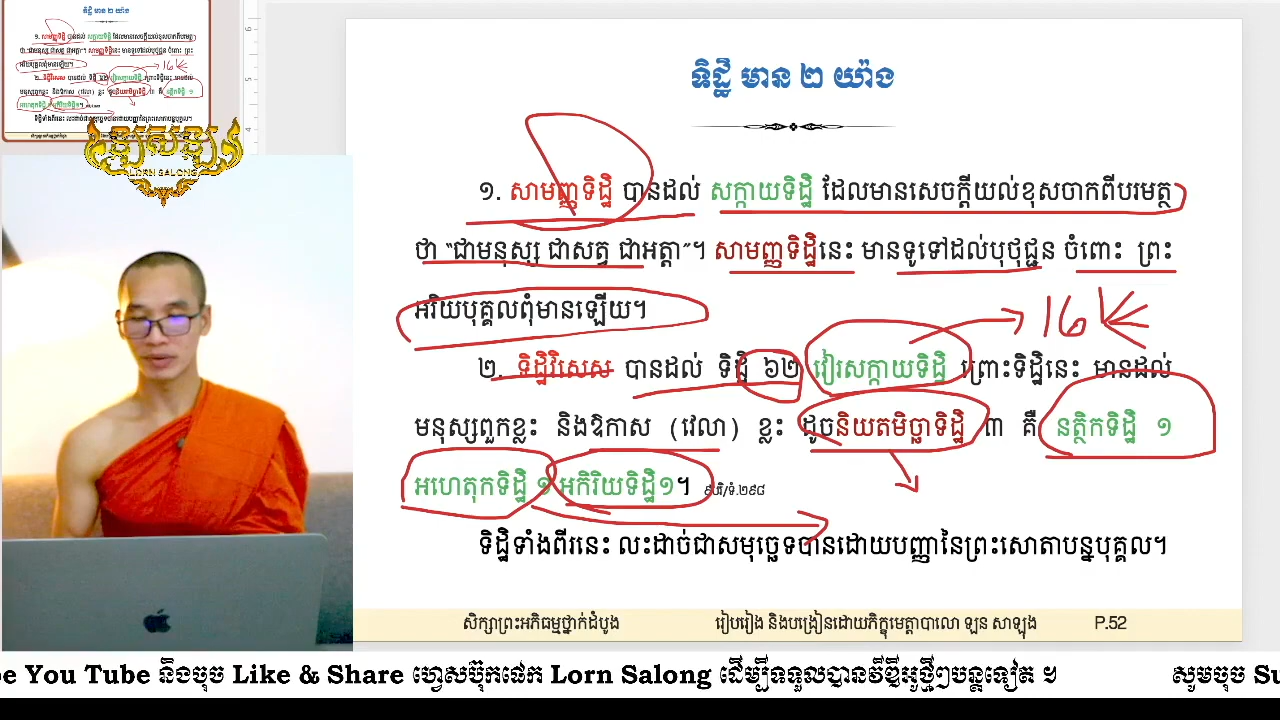 ទិដ្ឋិ មាន ២ យ៉ាង
១. សាមញ្ញទិដ្ឋិ បានដល់ សក្កាយទិដ្ឋិ ដែលមានសេចក្ដីយល់ខុសចាកពីបរមត្ថ
ថា “ជាមនុស្ស ជាសត្វ ជាអត្តា”។ សាមញ្ញទិដ្ឋិនេះ មានទូទៅដល់បុថុជ្ជន ចំពោះ ព្រះ
អរិយបុគ្គលពុំមានឡើយ។
16 K
២. ទិដ្ឋិវិសេស បានដល់ ទិដ្ឋិ ៦២ វៀរសក្កាយទិដ្ឋិ ព្រោះទិដ្ឋិនេះ មានដល់
មនុស្សពួកខ្លះ និងឱកាស (វេលា) ខ្លះ ដូចនិយតមិច្ឆាទិដ្ឋិ ៣ គឺ នត្ថិកទិដ្ឋិ ១
អហេតុកទិដ្ឋិ ១ អកិរិយទិដ្ឋិ១។
ទិដ្ឋិទាំងពីរនេះ លះដាច់ជាសមុច្ឆេទបានដោយបញ្ញានៃព្រះសោតាបន្នបុគ្គល។
សិក្សាព្រះអភិធម្មថ្នាក់ដំបូង រៀបរៀង និងបង្រៀនដោយភិក្ខុមេត្តាបាលោ ឡន សាឡុង P.52
ឡនសាឡុង
LORN SALONG
e You Tube និងចុច Like & Share ហ្វេសប៊ុកផេក Lorn Salong ដើម្បីទទួលបានវីឌីអូថ្មីៗបន្តទៀត ។ សូមចុច Su